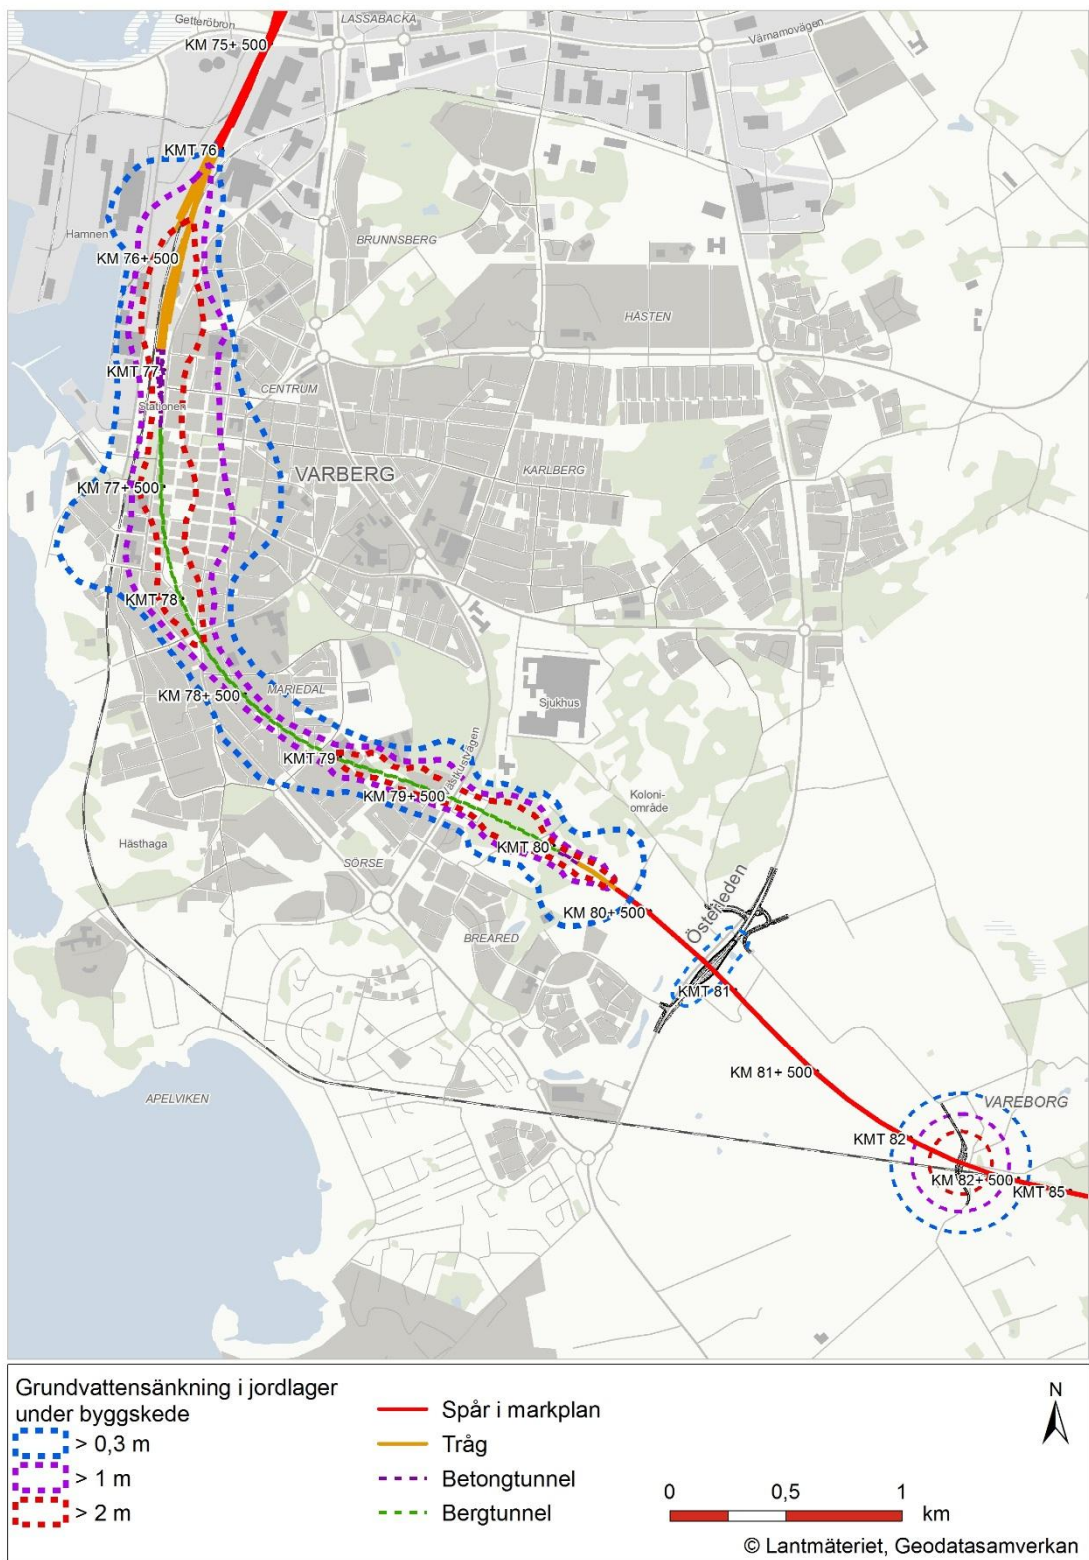 Getteröbron
LASSABACKA
KM 75+ 500
Värnamovägen
KMT 76
Hamnen
BRUNNSBERG
KM 76+ 500
HÅSTEN
KMT 77
CENTRUM
Stationen
VARBERG
KARLBERG
KM 77+ 500
KMT 78
KM 78+ 500
MARIEDAL
Sjukhus
KMT 79
Västkustvägen
KM 79+ 500
Koloni-
område
Hästhaga
KMT 80
SÖRSE
KM 80+ 500
Österleden
BREARED
KMT 81
KM 81+ 500
APELVIKEN
VAREBORG
KMT 82
KM 82+ 500
KMT 85
Grundvattensänkning i jordlager
under byggskede
> 0,3 m
> 1 m
> 2 m
Spår i markplan
Tråg
Betongtunnel
Bergtunnel
N
0 0,5 1
km
© Lantmäteriet, Geodatasamverkan